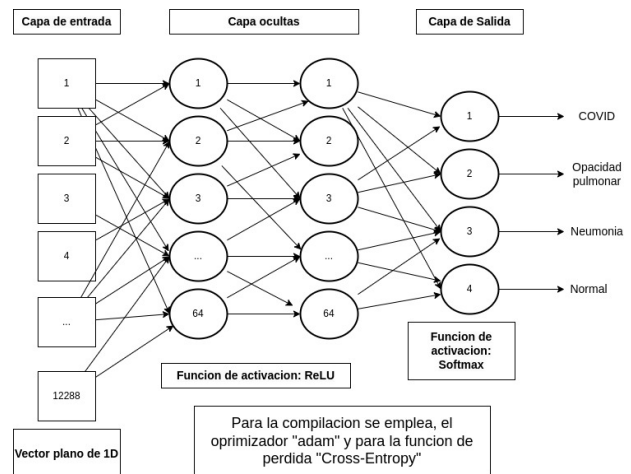 Capa de entrada
Capa ocultas
Capa de Salida
1
2
3
4
...
12288
1
2
3
...
64
1
2
3
...
64
1
2
3
4
COVID
Opacidad
pulmonar
Neumonia
Normal
Funcion de
activacion:
Softmax
Funcion de activacion: ReLU
Vector plano de 1D
Para la compilacion se emplea, el
oprimizador "adam" y para la funcion de
perdida "Cross-Entropy"